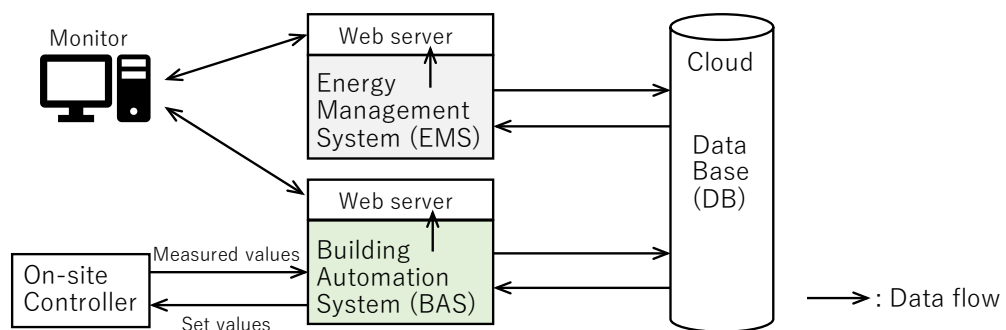 Monitor
Web server
Energy
Management
System (EMS)
Cloud
Data
Base
(DB)
Web server
Building
Automation
System (BAS)
Measured values
On-site
Controller
Set values
: Data flow